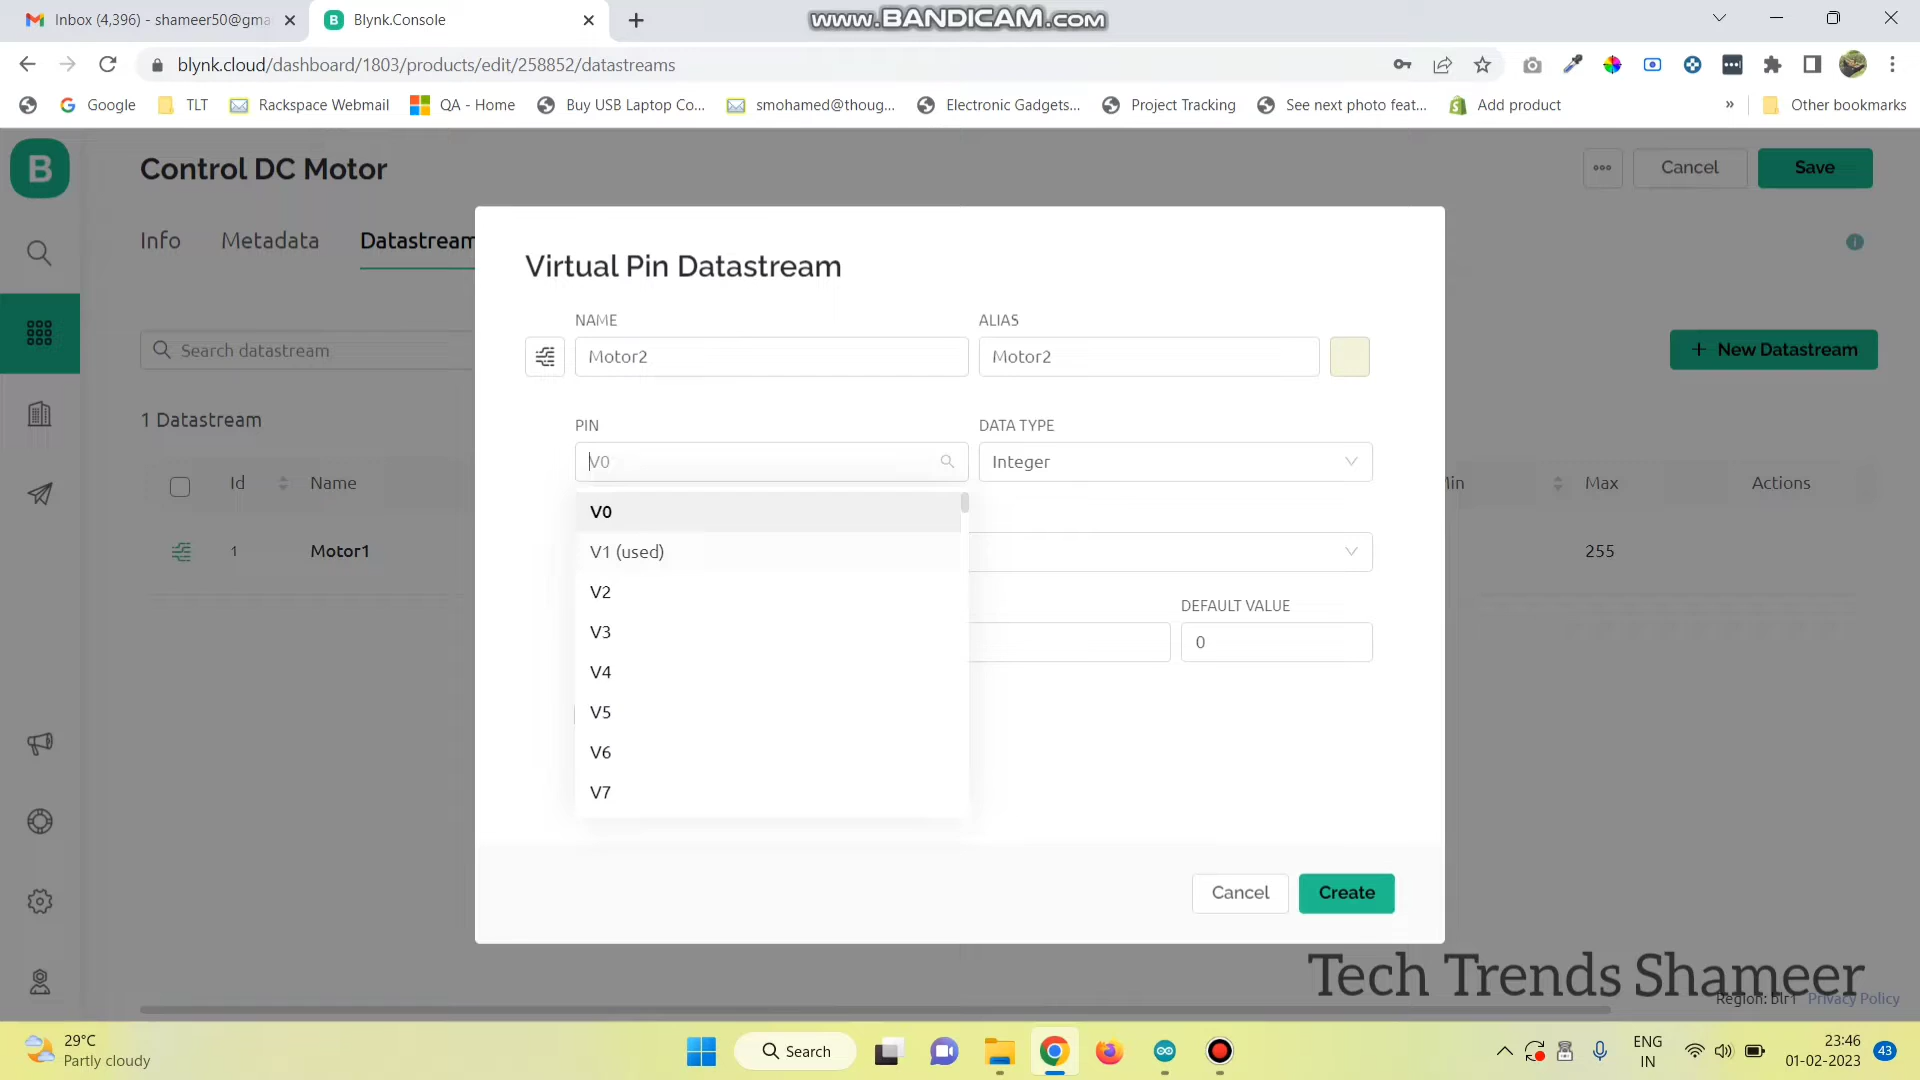 Inbox (4,396) - shameer50@gma
Blynk.Console
www.BANDICAM.com
blynk.cloud/dashboard/1803/products/edit/258852/datastreams
Google
TLT
Rackspace Webmail
QA - Home
Buy USB Laptop Co...
smohamed@thoug...
Electronic Gadgets...
Project Tracking
See next photo feat...
Add product
»
Other bookmarks
B
Control DC Motor
Cancel
Save
Info
Metadata
Datastream
Virtual Pin Datastream
NAME
ALIAS
Motor2
Motor2
Search datastream
+ New Datastream
1 Datastream
PIN
DATA TYPE
V0
Integer
Id
Name
Min
Max
Actions
V0
1
Motor1
V1 (used)
255
V2
V3
V4
V5
V6
V7
DEFAULT VALUE
0
Cancel
Create
Tech Trends Shameer
Region: blr1
Privacy Policy
29°C
Partly cloudy
Search
ENG
IN
23:46
01-02-2023
43